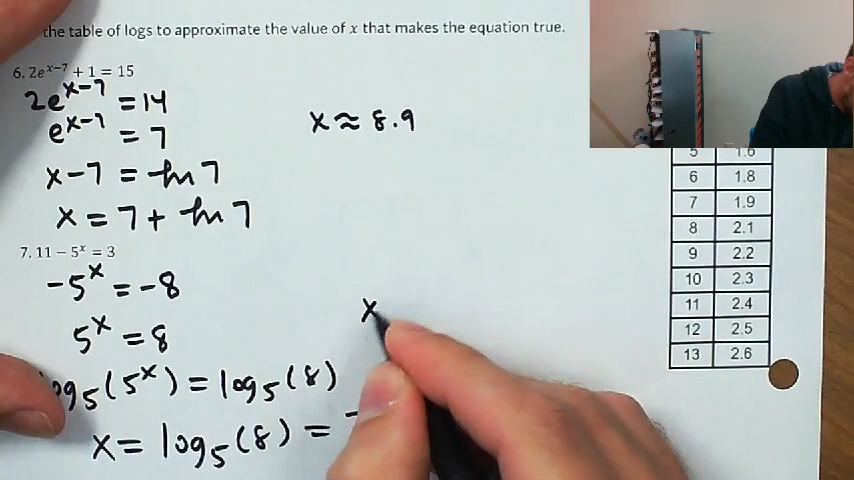 the table of logs to approximate the value of x that makes the equation true.
6. 2e^{x-7} + 1 = 15
2e^{x-7} = 14
e^{x-7} = 7
x - 7 = ln 7
x = 7 + ln 7
x ≈ 8.9
7. 11 - 5^x = 3
-5^x = -8
5^x = 8
og_5(5^x) = log_5(8)
x = log_5(8) =
x
5 1.6
6 1.8
7 1.9
8 2.1
9 2.2
10 2.3
11 2.4
12 2.5
13 2.6